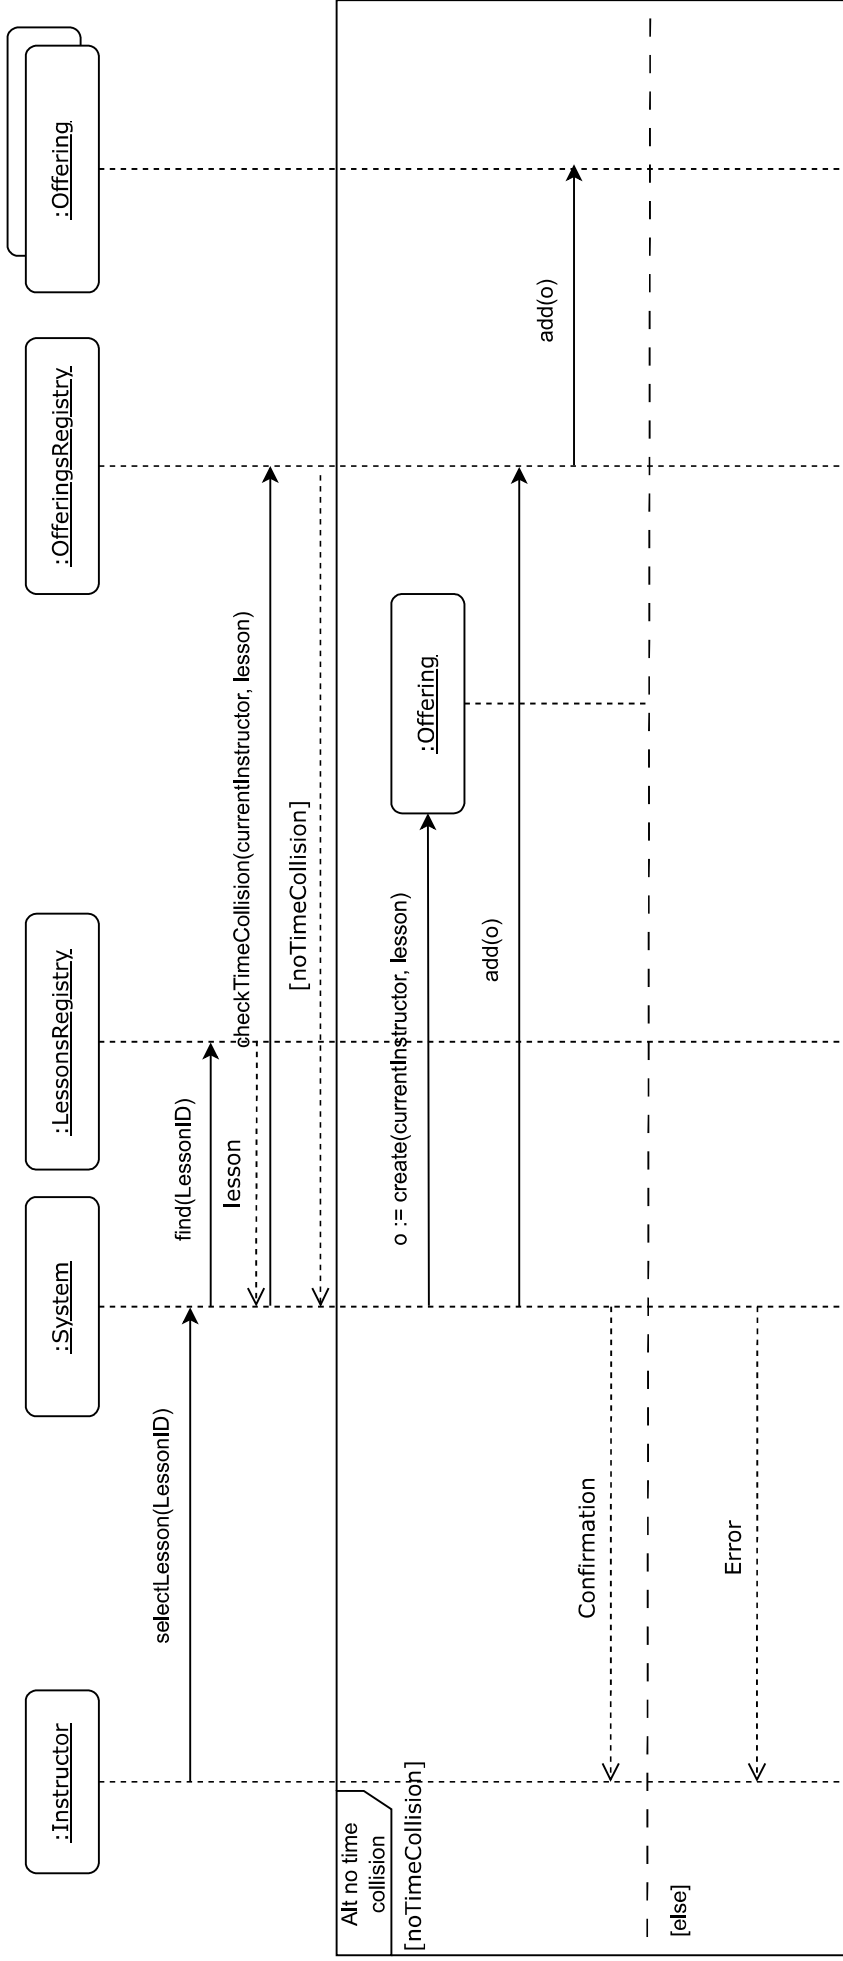 :Instructor
:System
:LessonsRegistry
:OfferingsRegistry
:Offering
selectLesson(LessonID)
find(LessonID)
lesson
checkTimeCollision(currentInstructor, lesson)
[noTimeCollision]
Alt no time
collision
[noTimeCollision]
o := create(currentInstructor, lesson)
:Offering
add(o)
add(o)
Confirmation
[else]
Error